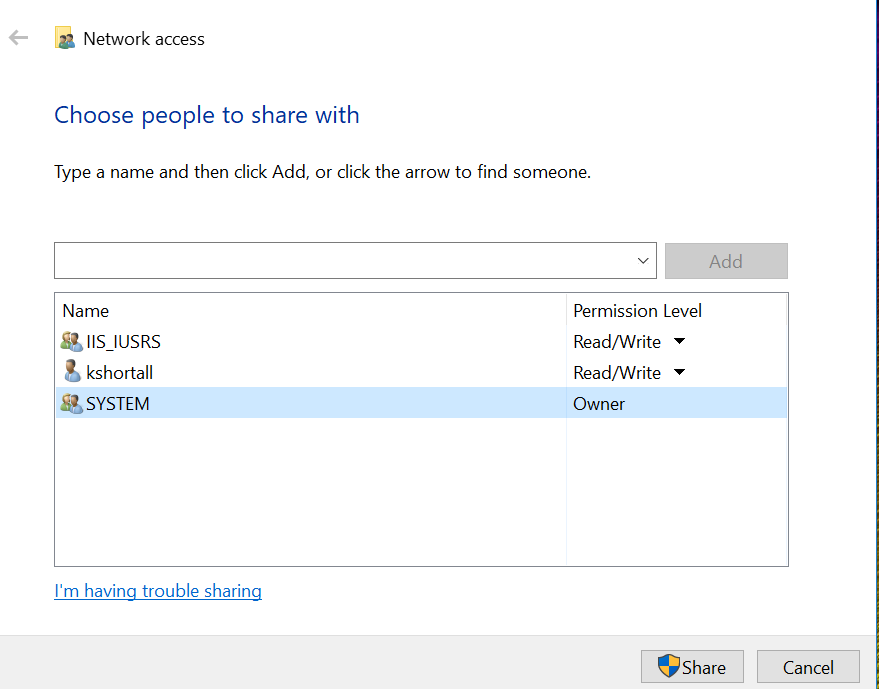 Network access
Choose people to share with
Type a name and then click Add, or click the arrow to find someone.
Add
Name Permission Level
IIS_IUSRS Read/Write
kshortall Read/Write
SYSTEM Owner
I'm having trouble sharing
Share Cancel